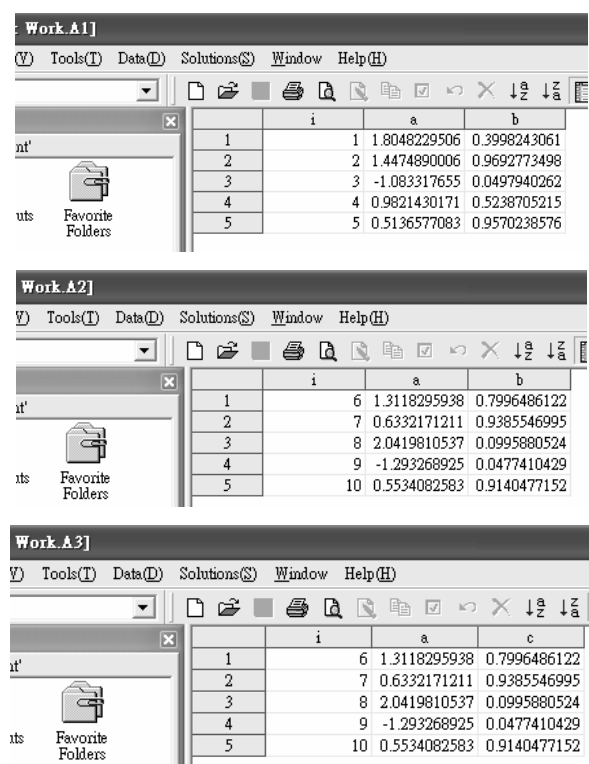 : Work.A1]
(V) Tools(T) Data(D) Solutions(S) Window Help(H)
i a b
nt'
1 1 1.8048229506 0.3998243061
2 2 1.4474890006 0.9692773498
3 3 -1.083317655 0.0497940262
4 4 0.9821430171 0.5238705215
uts Favorite 5 5 0.5136577083 0.9570238576
Folders
Work.A2]
V) Tools(T) Data(D) Solutions(S) Window Help(H)
i a b
1 6 1.3118295938 0.7996486122
nt'
2 7 0.6332171211 0.9385546995
3 8 2.0419810537 0.0995880524
4 9 -1.293268925 0.0477410429
uts Favorite 5 10 0.5534082583 0.9140477152
Folders
Work.A3]
V) Tools(T) Data(D) Solutions(S) Window Help(H)
i a c
1 6 1.3118295938 0.7996486122
nt'
2 7 0.6332171211 0.9385546995
3 8 2.0419810537 0.0995880524
4 9 -1.293268925 0.0477410429
uts Favorite 5 10 0.5534082583 0.9140477152
Folders